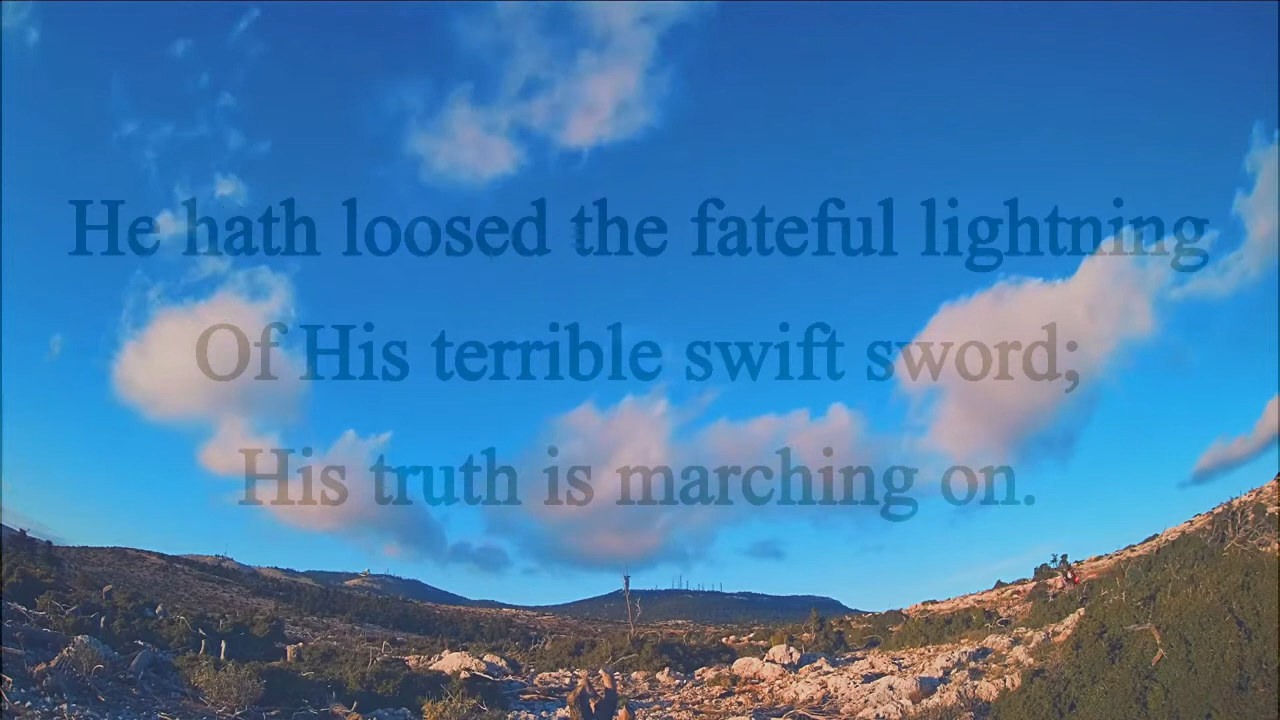 He hath loosed the fateful lightning
Of His terrible swift sword;
His truth is marching on.